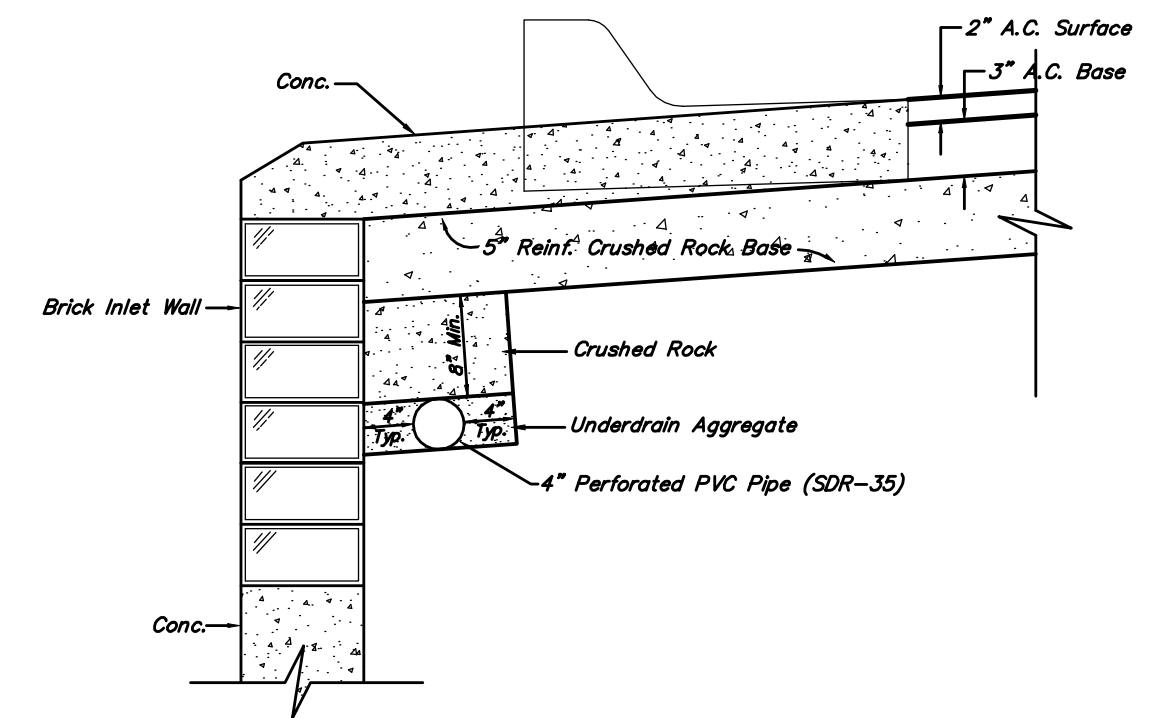 2" A.C. Surface
Conc.
3" A.C. Base
5" Reinf. Crushed Rock Base
Brick Inlet Wall
8" Min.
Crushed Rock
4" Typ.
4" Typ.
Underdrain Aggregate
4" Perforated PVC Pipe (SDR-35)
Conc.